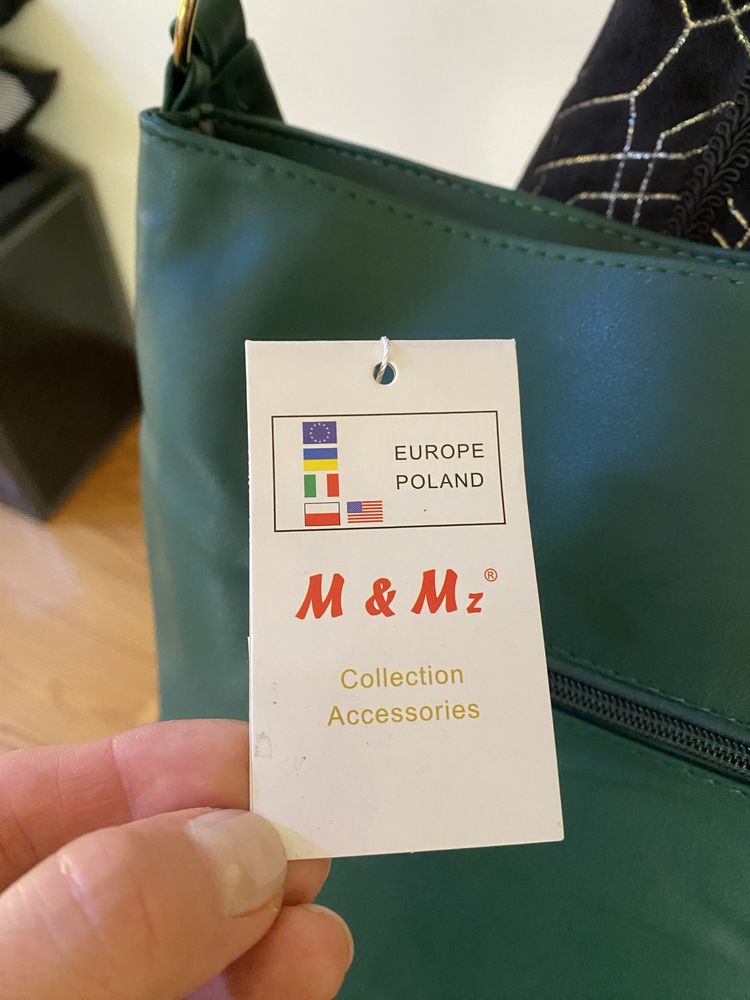 EUROPE
POLAND
M & Mz®
Collection
Accessories